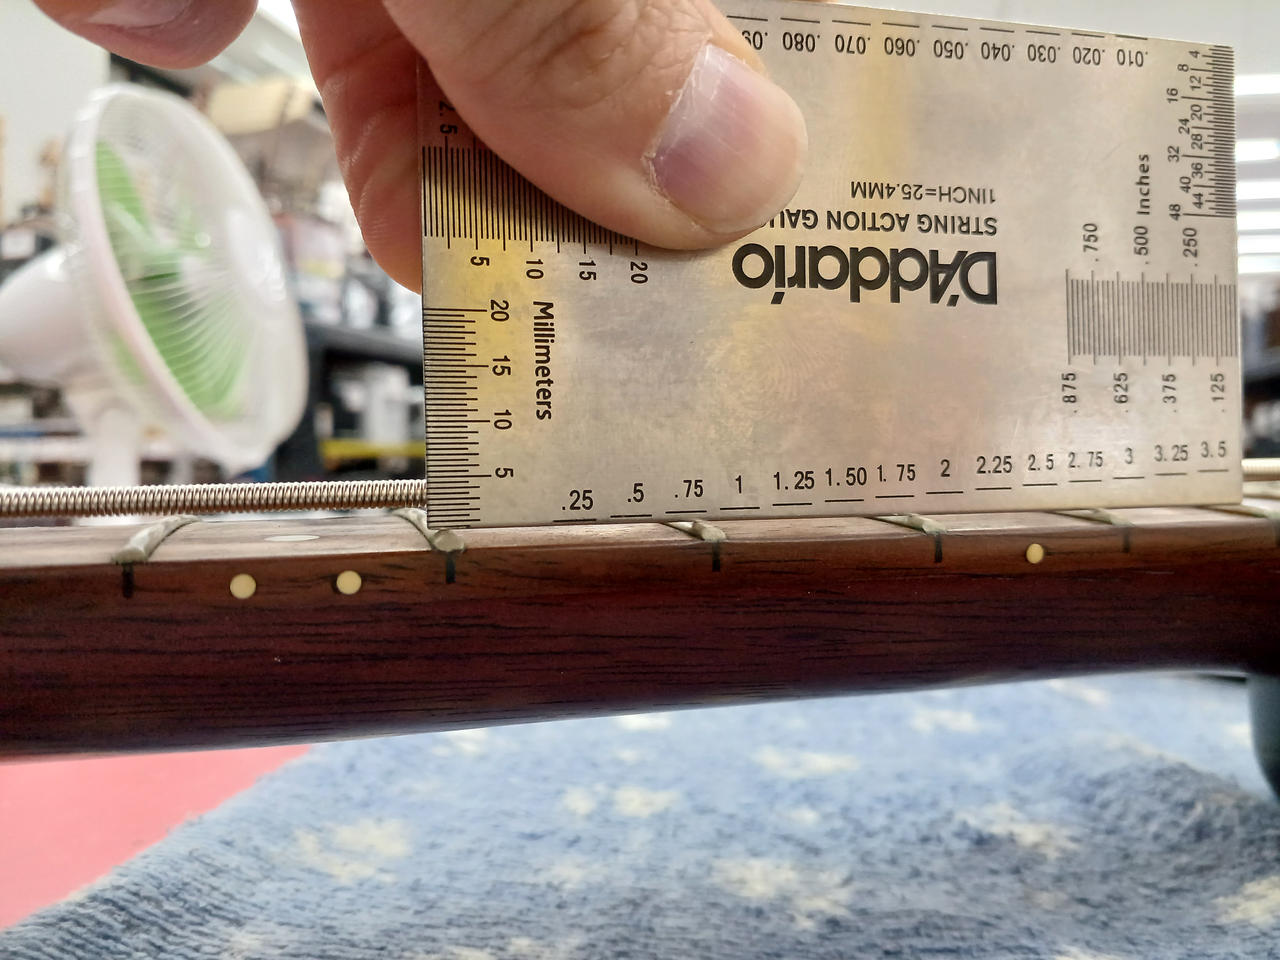 .010 .020 .030 .040 .050 .060 .070 .080
4 8 12 16 20 24 28 32 36 40 44 48
Inches
.750 .500 .250
.875 .625 .375 .125
1INCH=25.4MM
STRING ACTION
D'Addario
5 10 15 20
Millimeters
20 15 10 5
.25 .5 .75 1 1.25 1.50 1.75 2 2.25 2.5 2.75 3 3.25 3.5